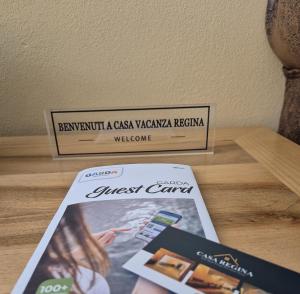 BENVENUTI A CASA VACANZA REGINA
WELCOME
GARDA
GARDA
Guest Card
100+
CASA REGINA